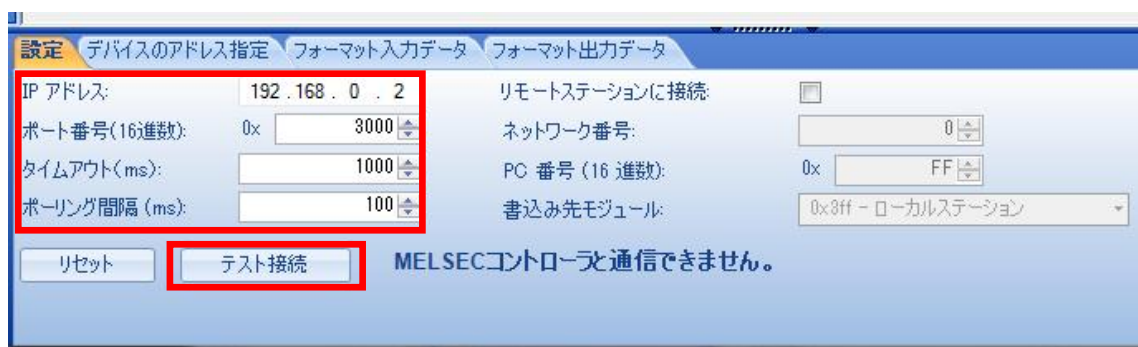 設定 デバイスのアドレス指定 フォーマット入力データ フォーマット出力データ
IP アドレス: 192 . 168 . 0 . 2 リモートステーションに接続:
ポート番号(16進数): 0x 3000 ネットワーク番号: 0
タイムアウト(ms): 1000 PC 番号 (16 進数): 0x FF
ポーリング間隔 (ms): 100 書込み先モジュール: 0x3ff - ローカルステーション
リセット テスト接続 MELSECコントローラと通信できません。